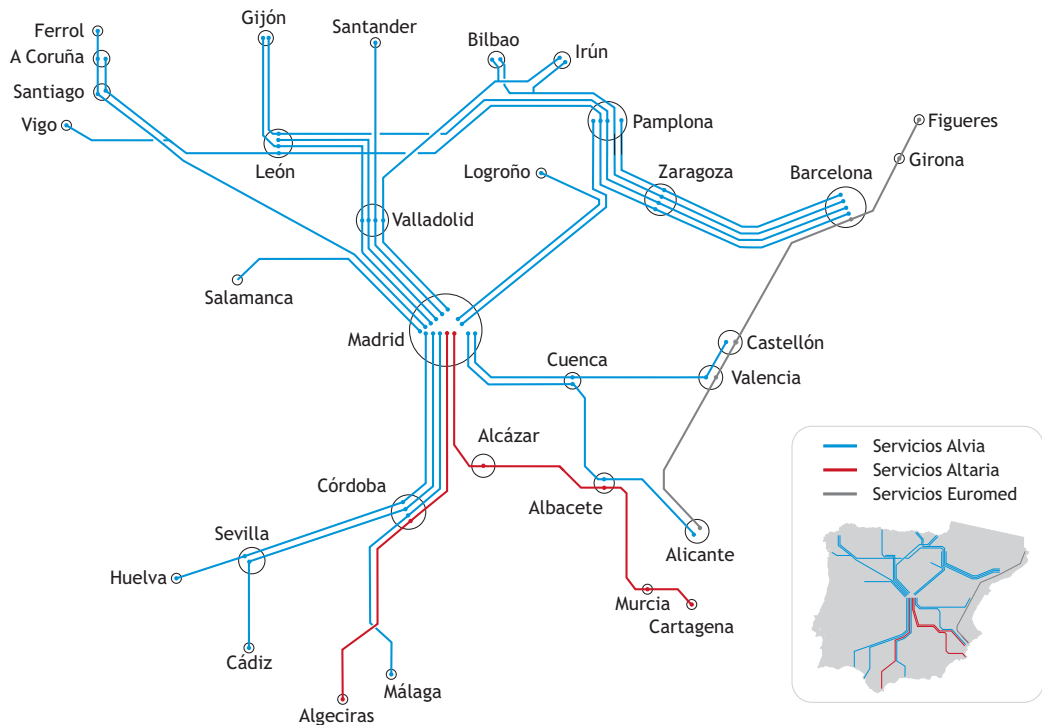 Ferrol
Gijón
Santander
Bilbao
Irún
A Coruña
Santiago
Vigo
León
Pamplona
Figueres
Girona
Logroño
Zaragoza
Barcelona
Valladolid
Salamanca
Madrid
Cuenca
Castellón
Valencia
Alcázar
Córdoba
Albacete
Sevilla
Alicante
Huelva
Murcia
Cartagena
Cádiz
Málaga
Algeciras
Servicios Alvia
Servicios Altaria
Servicios Euromed